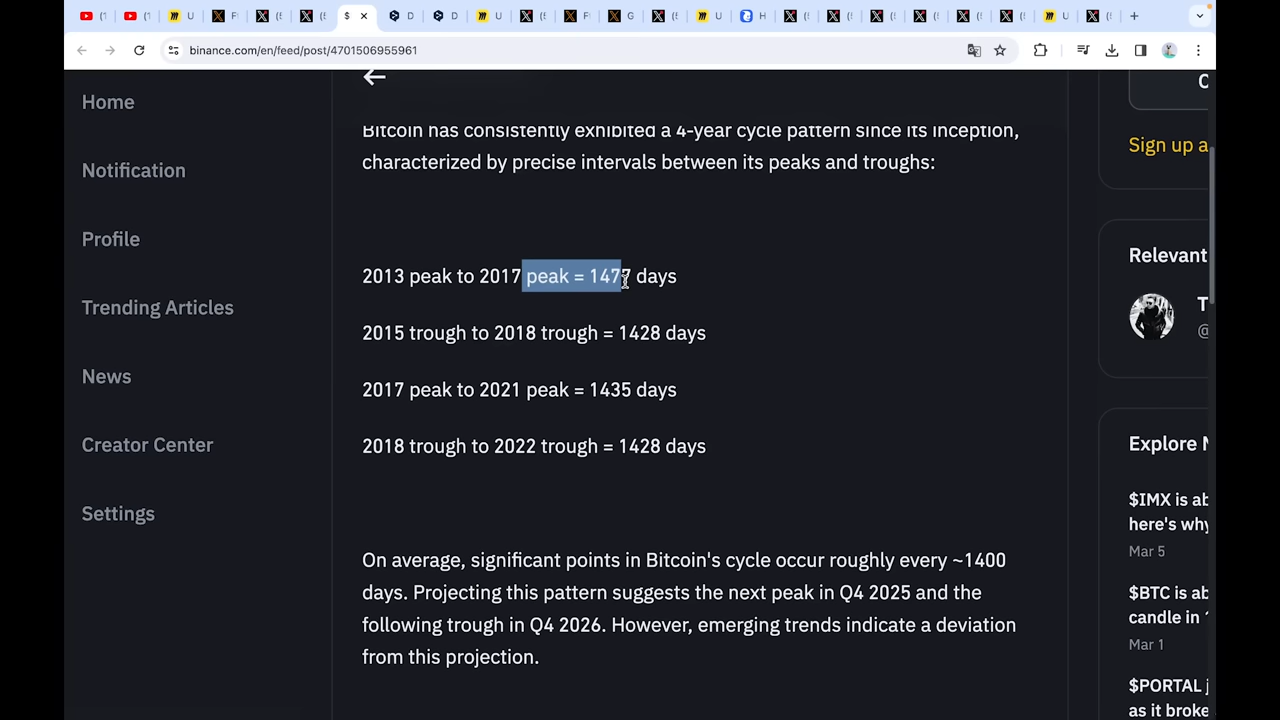 binance.com/en/feed/post/4701506955961
Home
Notification
Profile
Trending Articles
News
Creator Center
Settings
Bitcoin has consistently exhibited a 4-year cycle pattern since its inception,
characterized by precise intervals between its peaks and troughs:
2013 peak to 2017 peak = 1477 days
2015 trough to 2018 trough = 1428 days
2017 peak to 2021 peak = 1435 days
2018 trough to 2022 trough = 1428 days
On average, significant points in Bitcoin's cycle occur roughly every ~1400
days. Projecting this pattern suggests the next peak in Q4 2025 and the
following trough in Q4 2026. However, emerging trends indicate a deviation
from this projection.
Sign up a
Relevant
T
@
Explore
$IMX is ab
here's why
Mar 5
$BTC is ab
candle in
Mar 1
$PORTAL
as it broke